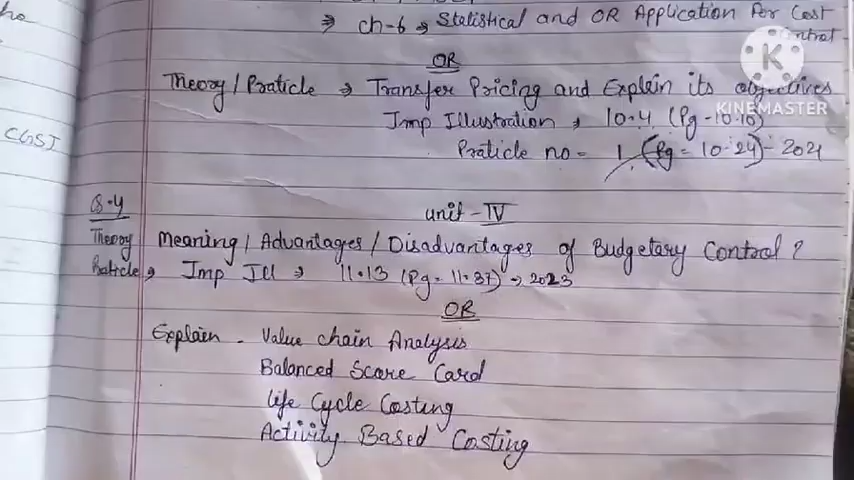 ho
⇒ ch-6 → Statistical and OR Application For Cost
Control
OR
Theory/Praticle → Transfer Pricing and Explain its objectives
Imp Illustration → 10.4 (Pg - 10.10)
Praticle no - 1 (Pg = 10.24) - 2021
COST
Q.4
unit - IV
Theory Meaning/Advantages/Disadvantages of Budgetary Control?
Praticle → Imp Ill → 11.13 (Pg = 11.37) → 2023
OR
Explain - Value chain Analysis
Balanced Score Card
Life Cycle Costing
Activity Based Costing
K
KINEMASTER